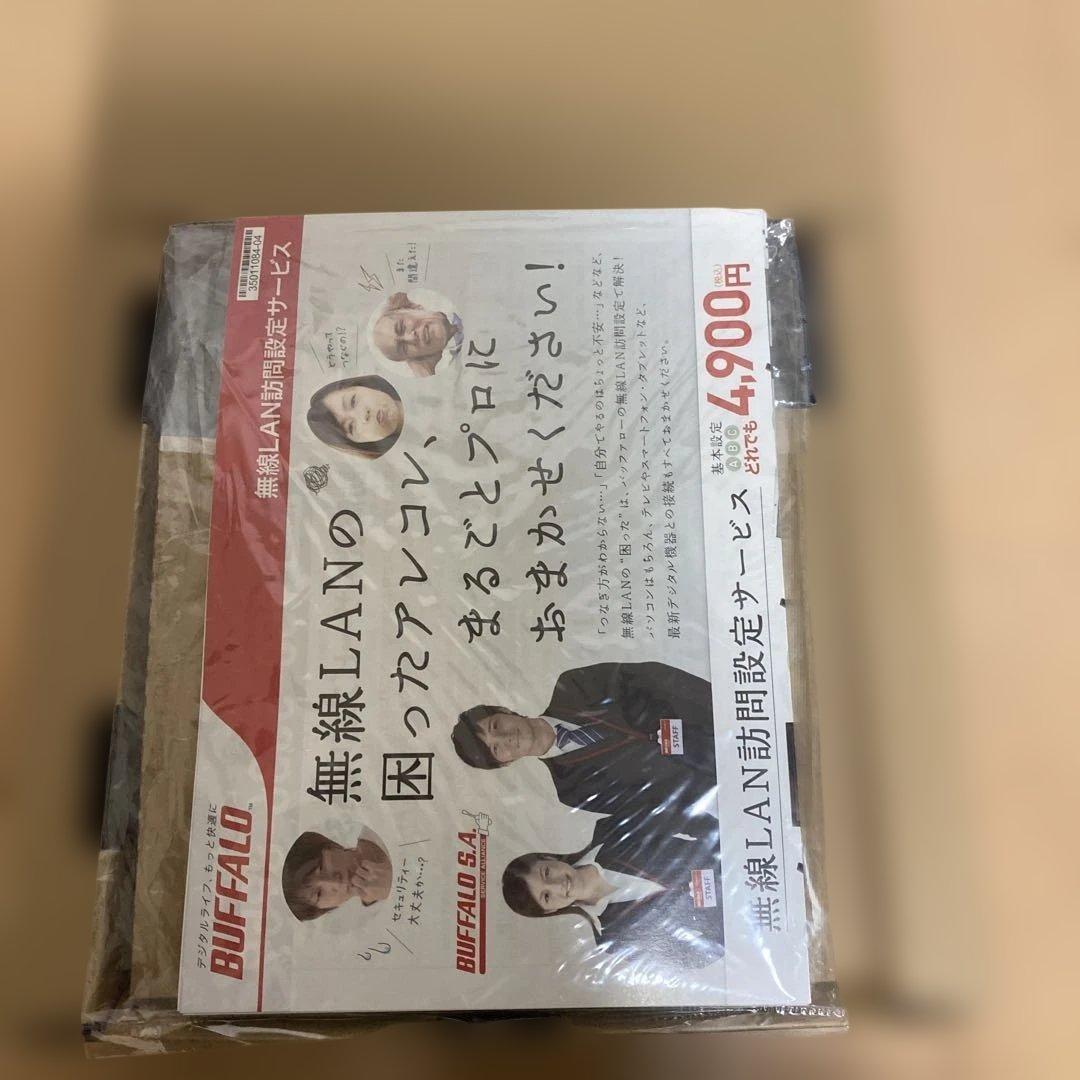 デジタルライフ、もっと快適に
BUFFALO™
無線LAN訪問設定サービス
35011084-04
無線LANの
困ったアレコレ、
まるごとプロに
おまかせください!
どうやって
つなぐの!?
また
間違えた!
セキュリティー
大丈夫か…?
BUFFALO S.A.
SERVICE ALLIANCE
「つなぎ方がわからない…」「自分でやるのはちょっと不安…」などなど、
無線LANの“困った”は、バッファローの無線LAN訪問設定で解決!
パソコンはもちろん、テレビやスマートフォン・タブレットなど、
最新デジタル機器との接続もすべておまかせください。
STAFF
STAFF
無線LAN訪問設定サービス
基本設定
A B C
どれでも
4,900円
(税込)